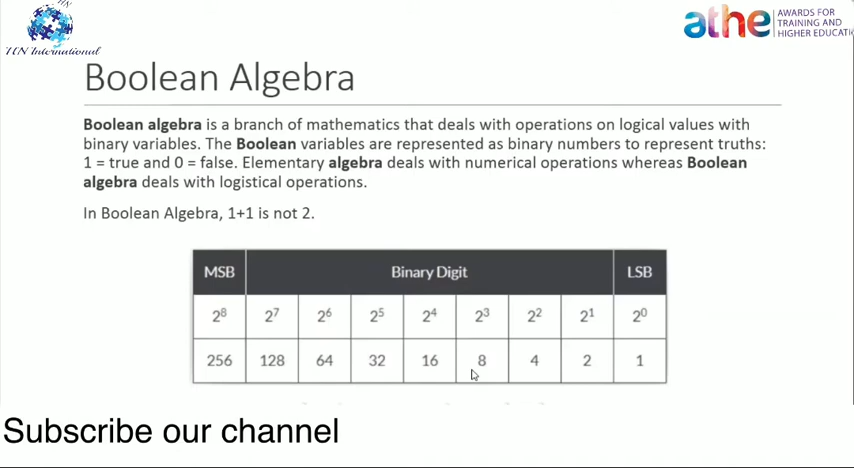 HN International
athe AWARDS FOR
TRAINING AND
HIGHER EDUCATI
Boolean Algebra
Boolean algebra is a branch of mathematics that deals with operations on logical values with
binary variables. The Boolean variables are represented as binary numbers to represent truths:
1 = true and 0 = false. Elementary algebra deals with numerical operations whereas Boolean
algebra deals with logistical operations.
In Boolean Algebra, 1+1 is not 2.
MSB Binary Digit LSB
2⁸ 2⁷ 2⁶ 2⁵ 2⁴ 2³ 2² 2¹ 2⁰
256 128 64 32 16 8 4 2 1
Subscribe our channel